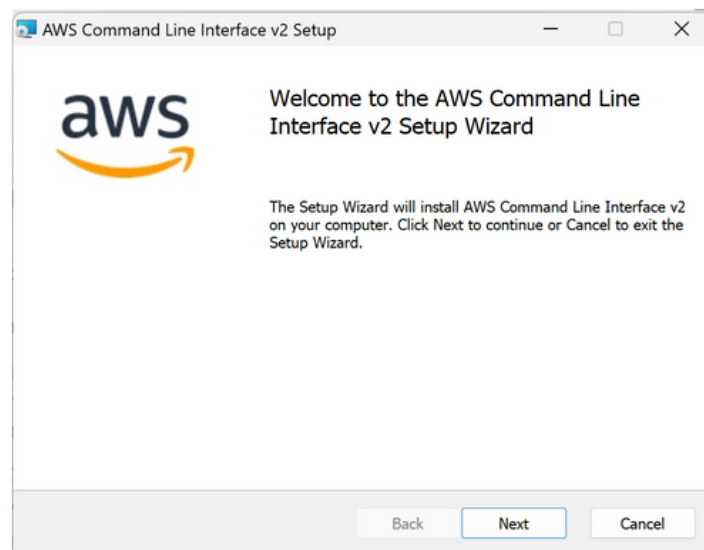 AWS Command Line Interface v2 Setup
aws
Welcome to the AWS Command Line
Interface v2 Setup Wizard
The Setup Wizard will install AWS Command Line Interface v2
on your computer. Click Next to continue or Cancel to exit the
Setup Wizard.
Back Next Cancel